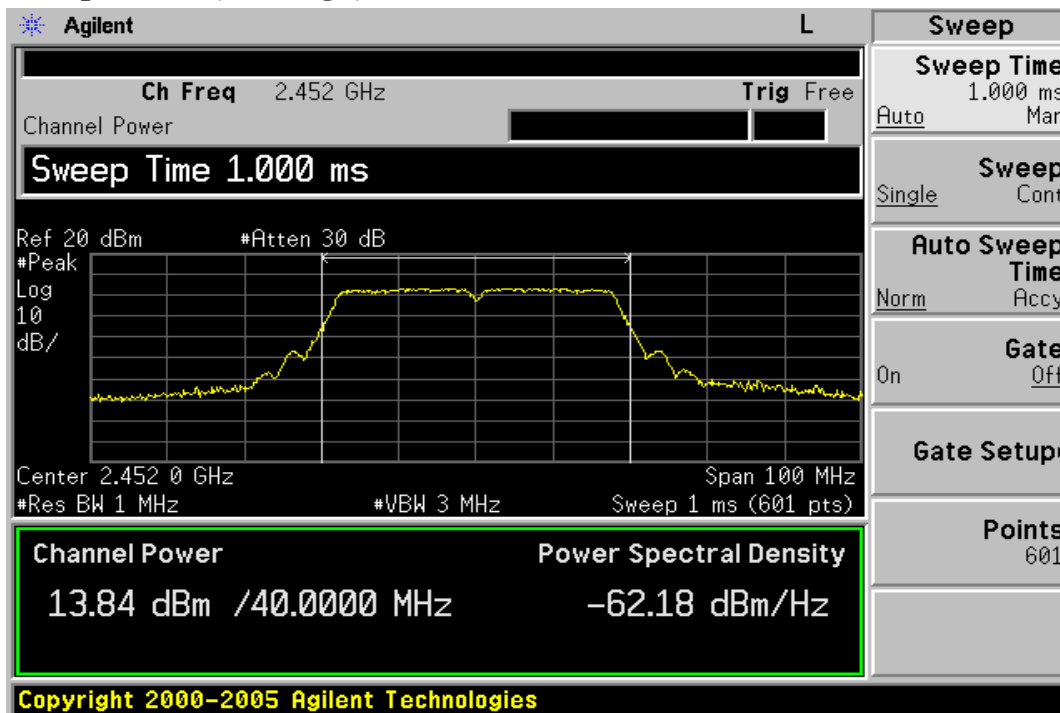 Agilent L Sweep
Ch Freq 2.452 GHz Trig Free
Channel Power
Sweep Time 1.000 ms
Ref 20 dBm #Atten 30 dB
#Peak
Log
10
dB/
Center 2.452 0 GHz Span 100 MHz
#Res BW 1 MHz #VBW 3 MHz Sweep 1 ms (601 pts)
Channel Power Power Spectral Density
13.84 dBm /40.0000 MHz -62.18 dBm/Hz
Copyright 2000-2005 Agilent Technologies
Sweep Time
1.000 ms
Auto Man
Sweep
Single Cont
Auto Sweep
Time
Norm Accy
Gate
On Off
Gate Setup
Points
601